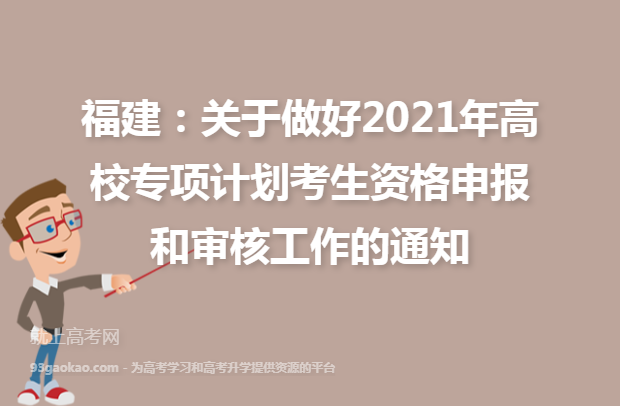 福建：关于做好2021年高
校专项计划考生资格申报
和审核工作的通知
就上高考网
93gaokao.com - 为高考学习和高考升学提供资源的平台